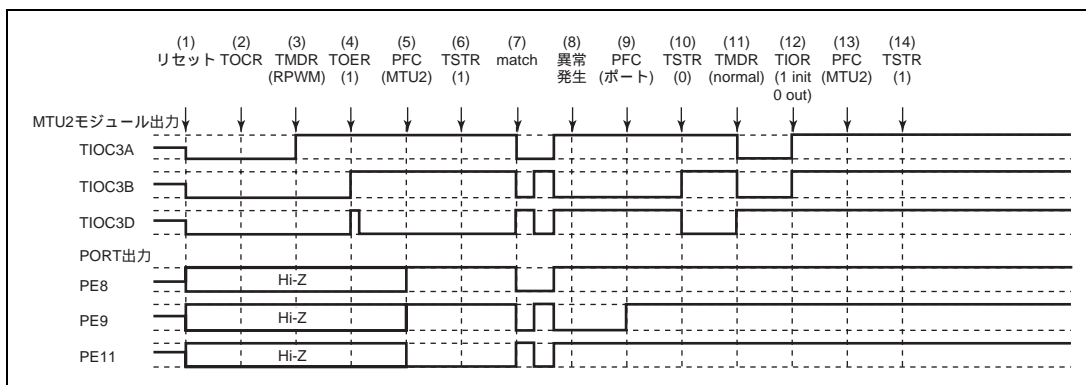 (1) (2) (3) (4) (5) (6) (7) (8) (9) (10) (11) (12) (13) (14)
リセット TOCR TMDR TOER PFC TSTR match 異常 PFC TSTR TMDR TIOR PFC TSTR
(RPWM) (1) (MTU2) (1) 発生 (ポート) (0) (normal) (1 init (MTU2) (1)
0 out)
MTU2モジュール出力
TIOC3A
TIOC3B
TIOC3D
PORT出力
PE8 Hi-Z
PE9 Hi-Z
PE11 Hi-Z